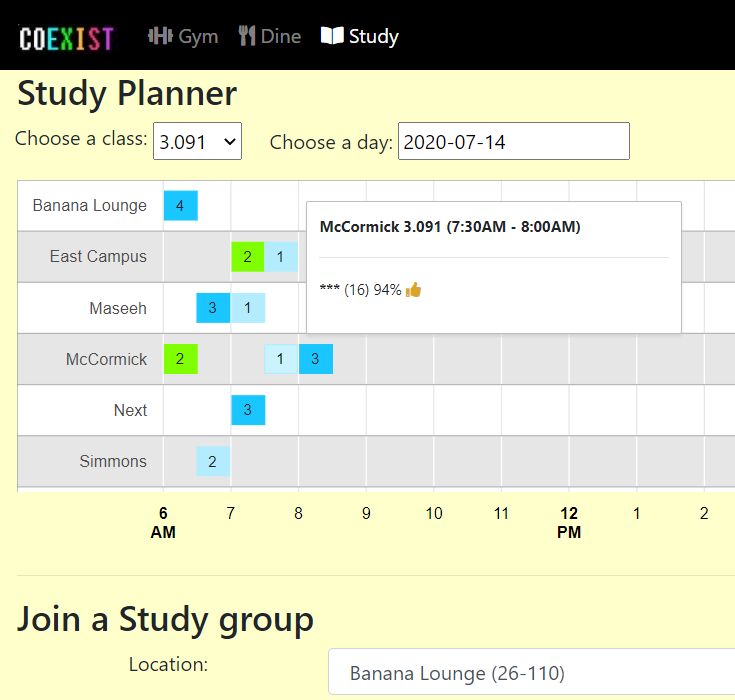 COEXIST Gym Dine Study
Study Planner
Choose a class: 3.091 Choose a day: 2020-07-14
Banana Lounge 4
McCormick 3.091 (7:30AM - 8:00AM)
East Campus 2 1
*** (16) 94% 👍
Maseeh 3 1
McCormick 2 1 3
Next 3
Simmons 2
6 7 8 9 10 11 12 1 2
AM PM
Join a Study group
Location: Banana Lounge (26-110)